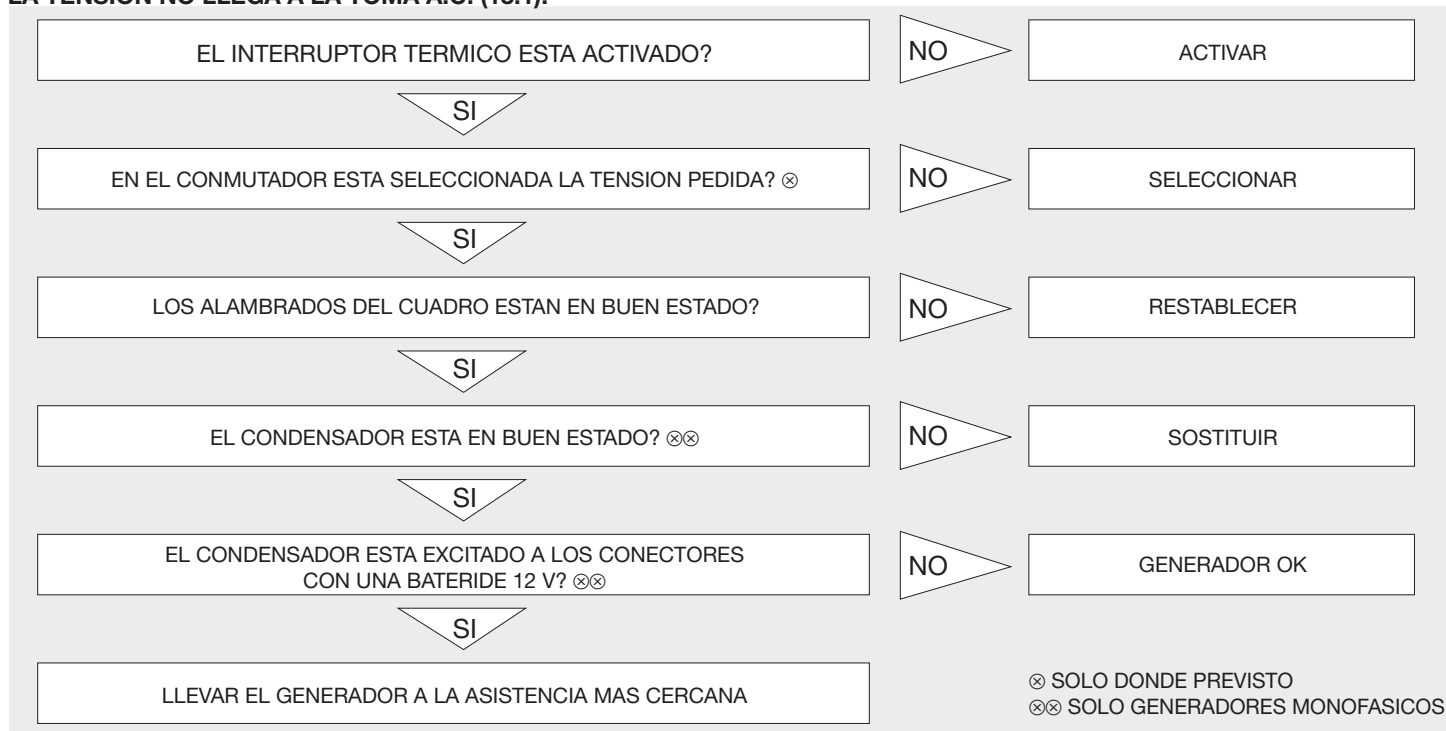 LA TENSION NO LLEGA A LA TOMA A.C. (16.1).
EL INTERRUPTOR TERMICO ESTA ACTIVADO?
NO
ACTIVAR
SI
EN EL CONMUTADOR ESTA SELECCIONADA LA TENSION PEDIDA? ⊗
NO
SELECCIONAR
SI
LOS ALAMBRADOS DEL CUADRO ESTAN EN BUEN ESTADO?
NO
RESTABLECER
SI
EL CONDENSADOR ESTA EN BUEN ESTADO? ⊗⊗
NO
SOSTITUIR
SI
EL CONDENSADOR ESTA EXCITADO A LOS CONECTORES
CON UNA BATERIDE 12 V? ⊗⊗
NO
GENERADOR OK
SI
LLEVAR EL GENERADOR A LA ASISTENCIA MAS CERCANA
⊗ SOLO DONDE PREVISTO
⊗⊗ SOLO GENERADORES MONOFASICOS